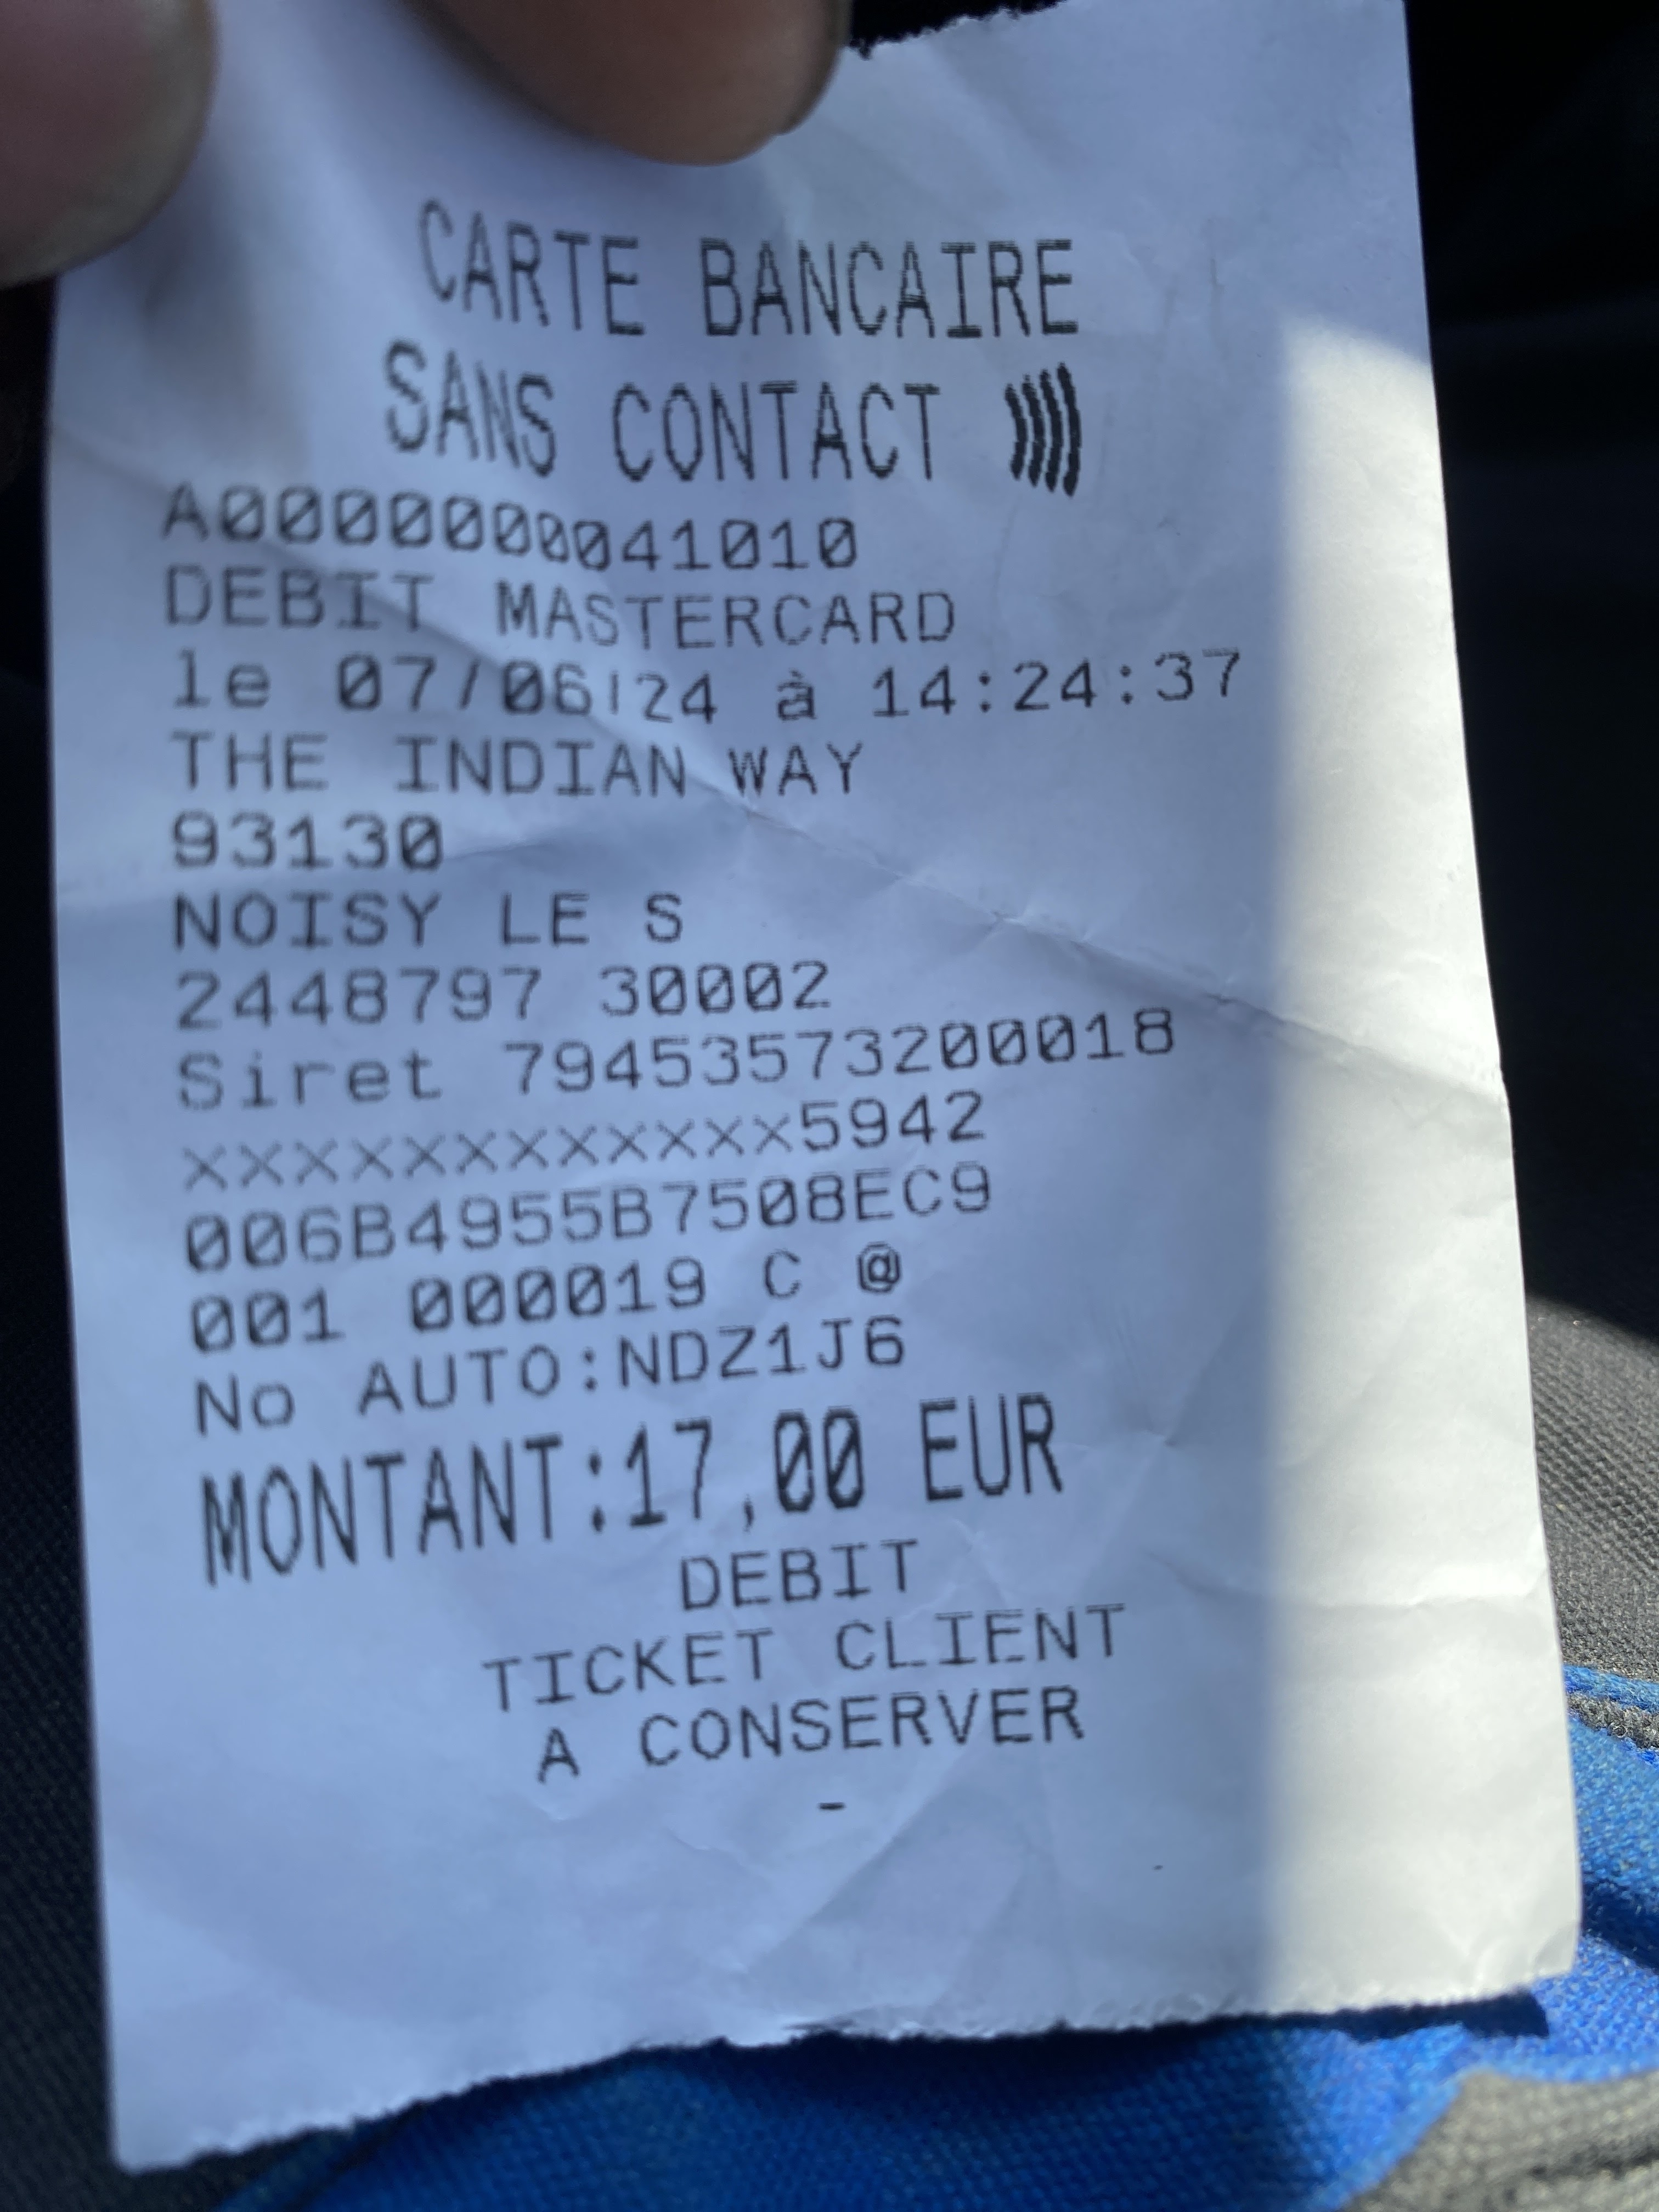 CARTE BANCAIRE
SANS CONTACT
A0000000041010
DEBIT MASTERCARD
le 07/06/24 à 14:24:37
THE INDIAN WAY
93130
NOISY LE S
2448797 30002
Siret 79453573200018
xxxxxxxxxxxx5942
006B4955B7508EC9
001 000019 C @
No AUTO:NDZ1J6
MONTANT:17,00 EUR
DEBIT
TICKET CLIENT
A CONSERVER
-